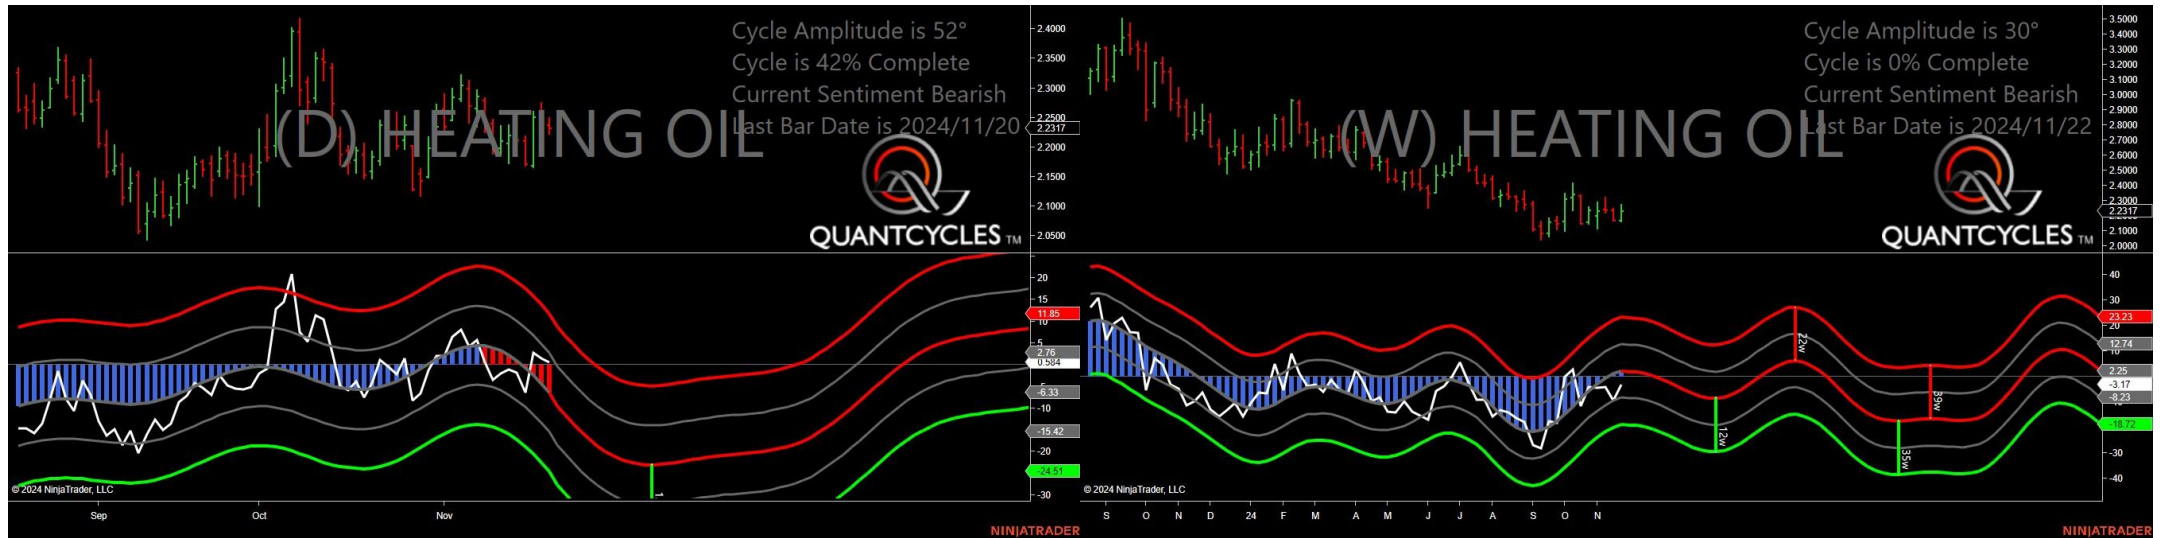 Cycle Amplitude is 52°
Cycle is 42% Complete
Current Sentiment Bearish
Last Bar Date is 2024/11/20
(D) HEATING OIL
QUANTCYCLES TM
2.4000
2.3500
2.3000
2.2500
2.2317
2.2000
2.1500
2.1000
2.0500
20
15
11.85
10
5
2.76
0.584
-6.33
-10
-15.42
-20
-24.51
-30
1
© 2024 NinjaTrader, LLC
Sep Oct Nov
NINJATRADER
Cycle Amplitude is 30°
Cycle is 0% Complete
Current Sentiment Bearish
Last Bar Date is 2024/11/22
(W) HEATING OIL
QUANTCYCLES TM
3.5000
3.4000
3.3000
3.2000
3.1000
3.0000
2.9000
2.8000
2.7000
2.6000
2.5000
2.4000
2.3000
2.2317
2.1000
2.0000
40
30
23.23
20
12.74
10
2.25
-3.17
-8.23
-18.72
-30
-40
12w
22w
35w
39w
© 2024 NinjaTrader, LLC
S O N D 24 F M A M J J A S O N
NINJATRADER